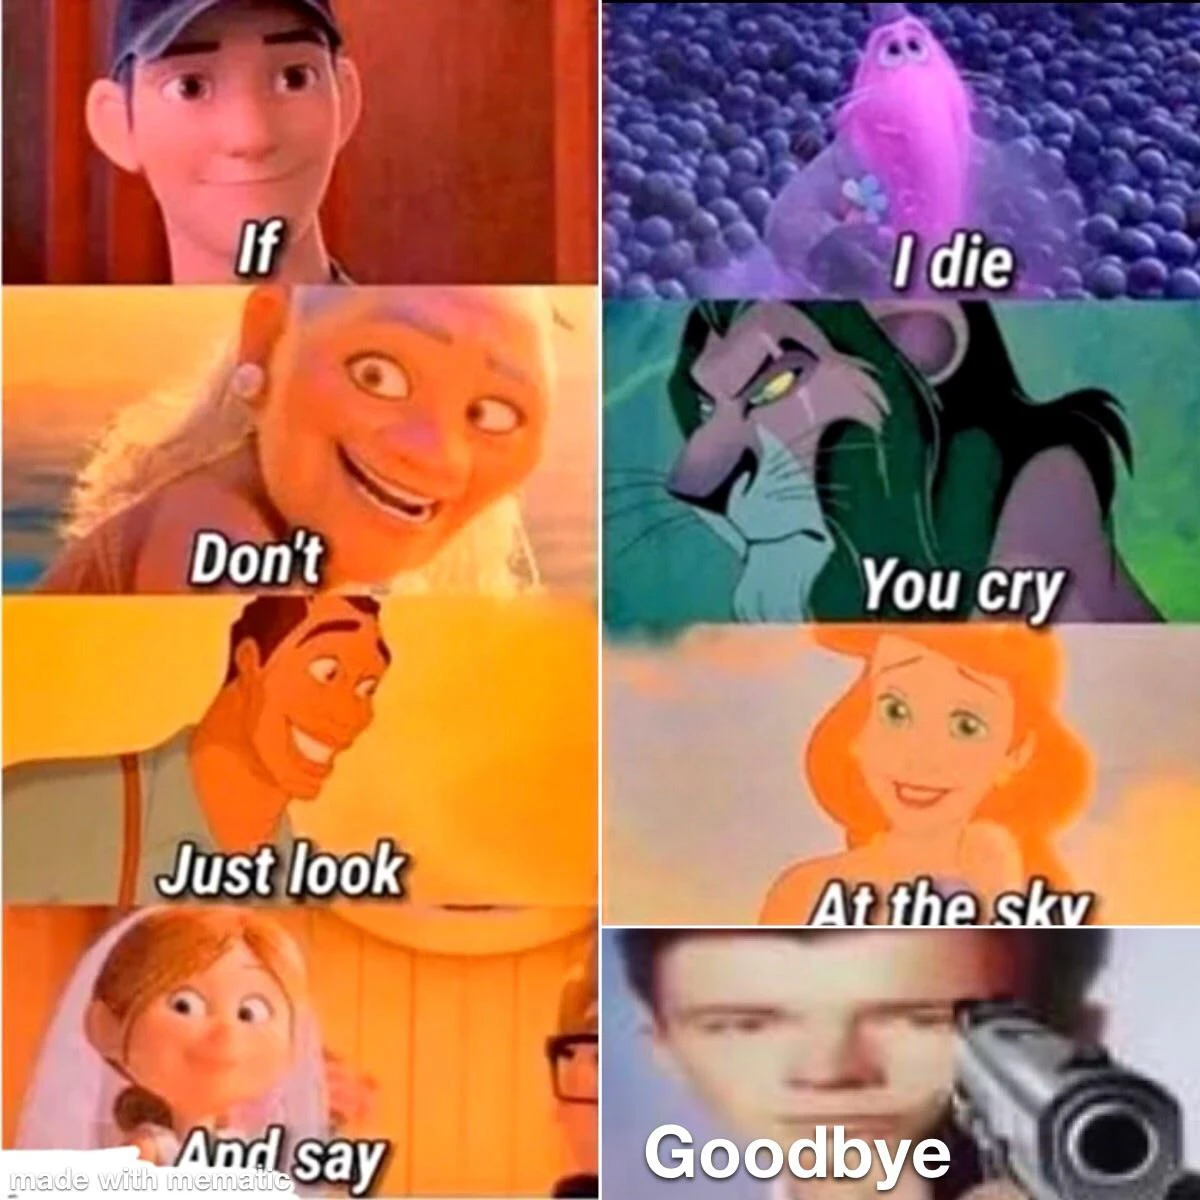 If
I die
Don't
You cry
Just look
At the sky
And say
Goodbye
made with mematic